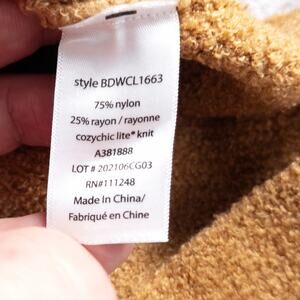 style BDWCL1663
75% nylon
25% rayon / rayonne
cozychic lite® knit
A381888
LOT # 202106CG03
RN#111248
Made In China/
Fabriqué en Chine